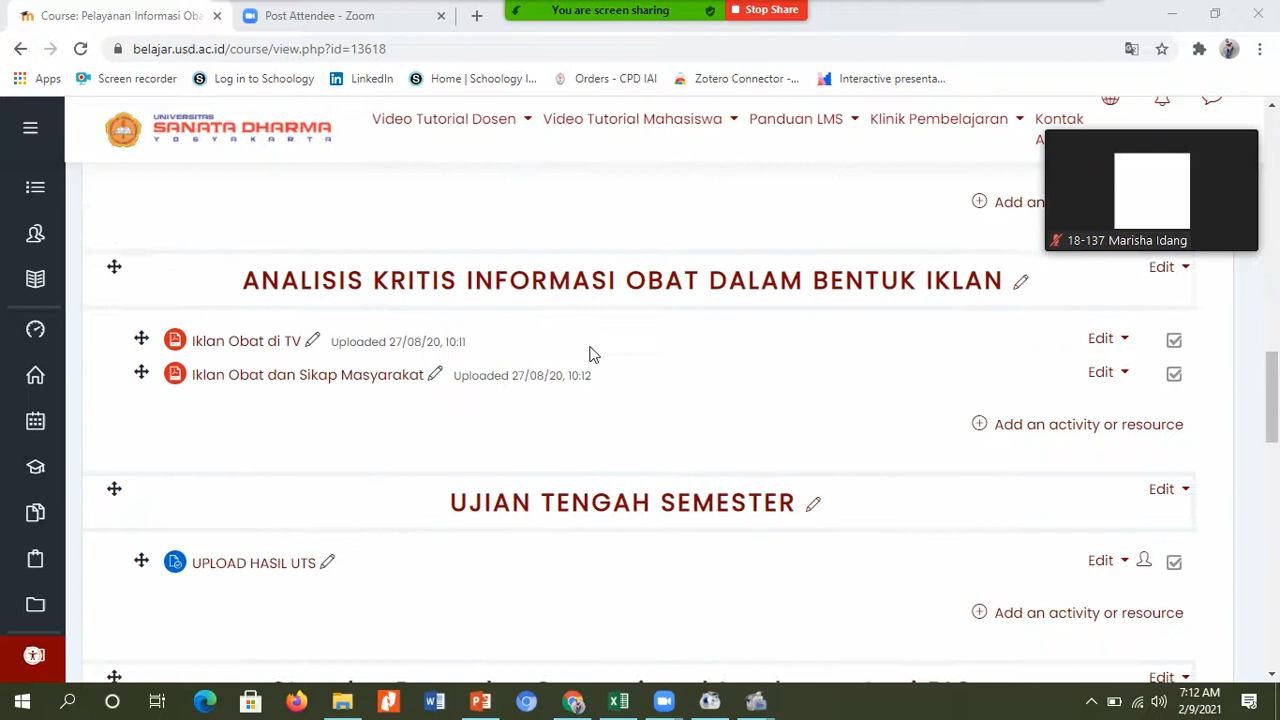 Course: Pelayanan Informasi Oba
Post Attendee - Zoom
You are screen sharing
Stop Share
belajar.usd.ac.id/course/view.php?id=13618
Apps
Screen recorder
Log in to Schoology
LinkedIn
Home | Schoology I...
Orders - CPD IAI
Zotero Connector -...
Interactive presenta...
UNIVERSITAS
SANATA DHARMA
YOGYAKARTA
Video Tutorial Dosen
Video Tutorial Mahasiswa
Panduan LMS
Klinik Pembelajaran
Kontak
18-137 Marisha Idang
Add an
ANALISIS KRITIS INFORMASI OBAT DALAM BENTUK IKLAN
Edit
Iklan Obat di TV
Uploaded 27/08/20, 10:11
Edit
Iklan Obat dan Sikap Masyarakat
Uploaded 27/08/20, 10:12
Edit
Add an activity or resource
UJIAN TENGAH SEMESTER
Edit
UPLOAD HASIL UTS
Edit
Add an activity or resource
Edit
7:12 AM
2/9/2021